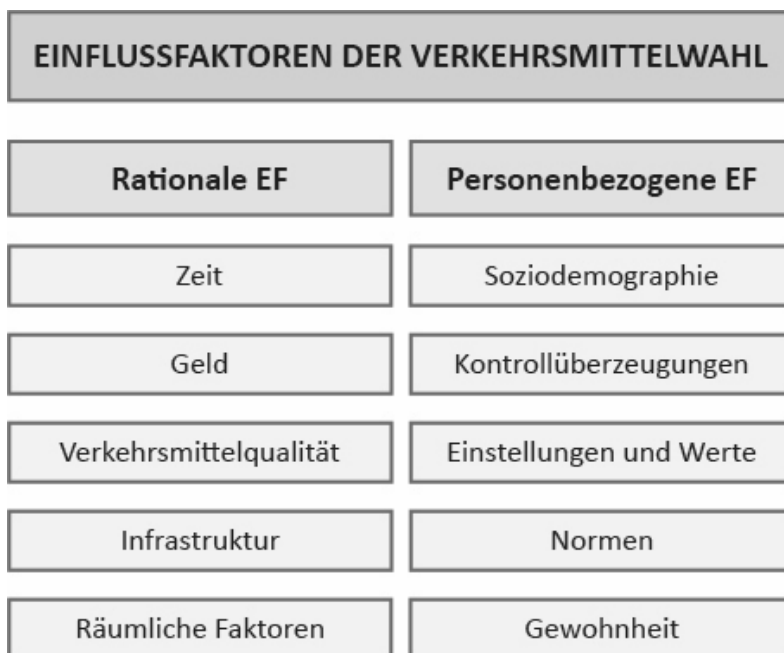 EINFLUSSFAKTOREN DER VERKEHRSMITTELWAHL
Rationale EF
Personenbezogene EF
Zeit
Soziodemographie
Geld
Kontrollüberzeugungen
Verkehrsmittelqualität
Einstellungen und Werte
Infrastruktur
Normen
Räumliche Faktoren
Gewohnheit